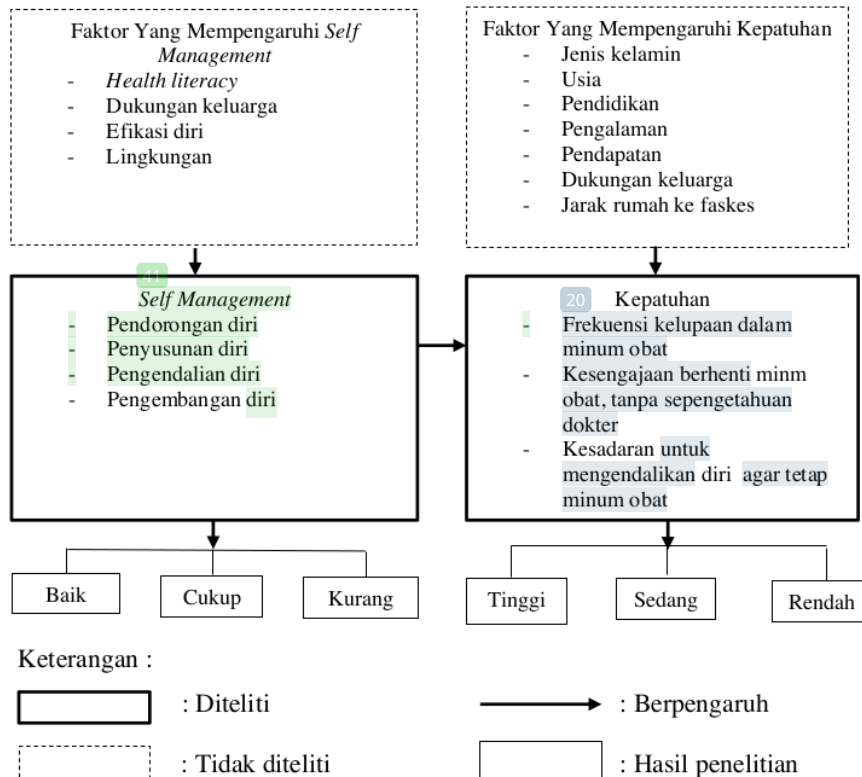 Faktor Yang Mempengaruhi Self
Management
- Health literacy
- Dukungan keluarga
- Efikasi diri
- Lingkungan
Faktor Yang Mempengaruhi Kepatuhan
- Jenis kelamin
- Usia
- Pendidikan
- Pengalaman
- Pendapatan
- Dukungan keluarga
- Jarak rumah ke faskes
41
Self Management
- Pendorongan diri
- Penyusunan diri
- Pengendalian diri
- Pengembangan diri
20 Kepatuhan
- Frekuensi kelupaan dalam
minum obat
- Kesengajaan berhenti minm
obat, tanpa sepengetahuan
dokter
- Kesadaran untuk
mengendalikan diri agar tetap
minum obat
Baik
Cukup
Kurang
Tinggi
Sedang
Rendah
Keterangan :
: Diteliti
: Berpengaruh
: Tidak diteliti
: Hasil penelitian